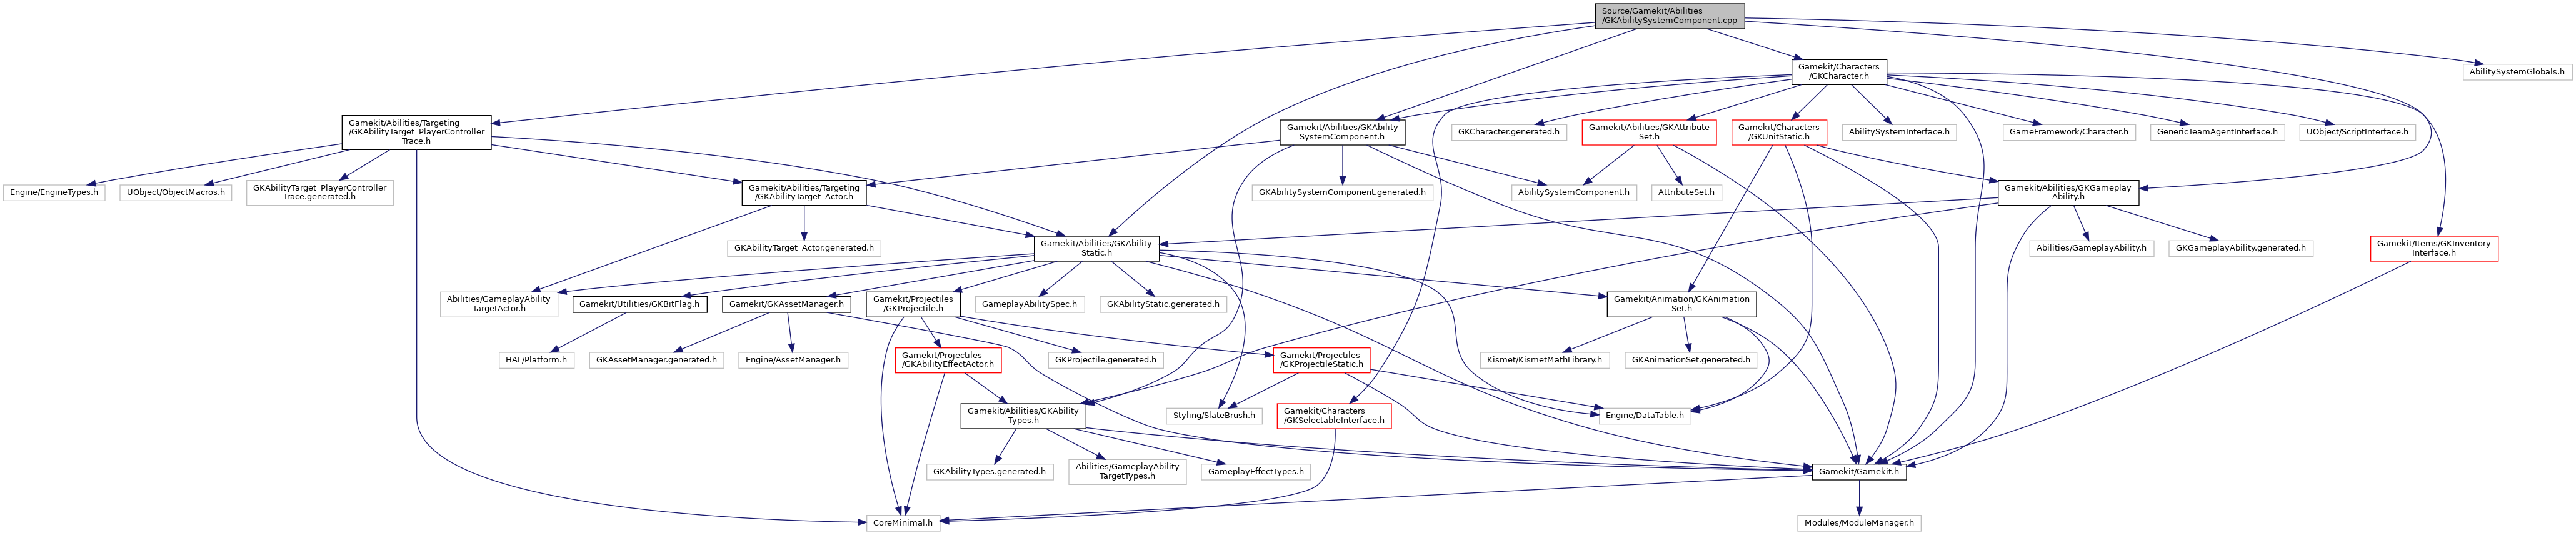 Source/Gamekit/Abilities
/GKAbilitySystemComponent.cpp
Gamekit/Characters
/GKCharacter.h
AbilitySystemGlobals.h
Gamekit/Abilities/Targeting
/GKAbilityTarget_PlayerController
Trace.h
Gamekit/Abilities/GKAbility
SystemComponent.h
GKCharacter.generated.h
Gamekit/Abilities/GKAttribute
Set.h
Gamekit/Characters
/GKUnitStatic.h
AbilitySystemInterface.h
GameFramework/Character.h
GenericTeamAgentInterface.h
UObject/ScriptInterface.h
Engine/EngineTypes.h
UObject/ObjectMacros.h
GKAbilityTarget_PlayerController
Trace.generated.h
Gamekit/Abilities/Targeting
/GKAbilityTarget_Actor.h
GKAbilitySystemComponent.generated.h
AbilitySystemComponent.h
AttributeSet.h
Gamekit/Abilities/GKGameplay
Ability.h
GKAbilityTarget_Actor.generated.h
Gamekit/Abilities/GKAbility
Static.h
Abilities/GameplayAbility.h
GKGameplayAbility.generated.h
Gamekit/Items/GKInventory
Interface.h
Abilities/GameplayAbility
TargetActor.h
Gamekit/Utilities/GKBitFlag.h
Gamekit/GKAssetManager.h
Gamekit/Projectiles
/GKProjectile.h
GameplayAbilitySpec.h
GKAbilityStatic.generated.h
Gamekit/Animation/GKAnimation
Set.h
HAL/Platform.h
GKAssetManager.generated.h
Engine/AssetManager.h
Gamekit/Projectiles
/GKAbilityEffectActor.h
GKProjectile.generated.h
Gamekit/Projectiles
/GKProjectileStatic.h
Kismet/KismetMathLibrary.h
GKAnimationSet.generated.h
Gamekit/Abilities/GKAbility
Types.h
Styling/SlateBrush.h
Gamekit/Characters
/GKSelectableInterface.h
Engine/DataTable.h
GKAbilityTypes.generated.h
Abilities/GameplayAbility
TargetTypes.h
GameplayEffectTypes.h
Gamekit/Gamekit.h
CoreMinimal.h
Modules/ModuleManager.h